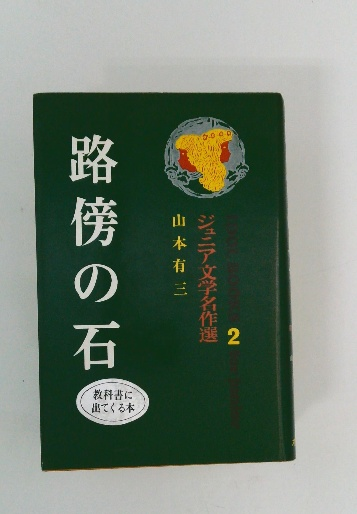 路傍の石
教科書に
出てくる本
山本有三
ジュニア文学名作選
2